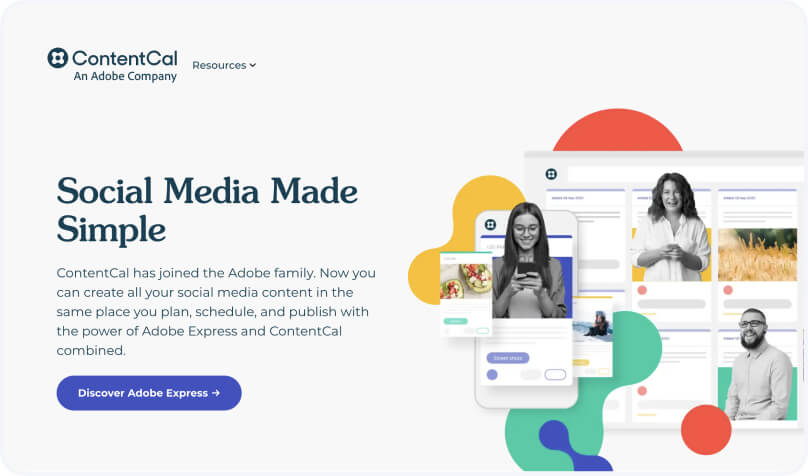 ContentCal
An Adobe Company
Resources
Social Media Made
Simple
ContentCal has joined the Adobe family. Now you
can create all your social media content in the
same place you plan, schedule, and publish with
the power of Adobe Express and ContentCal
combined.
Discover Adobe Express →